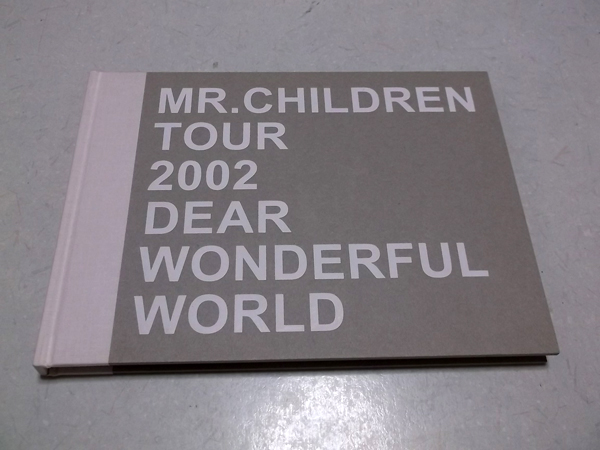 MR.CHILDREN
TOUR
2002
DEAR
WONDERFUL
WORLD